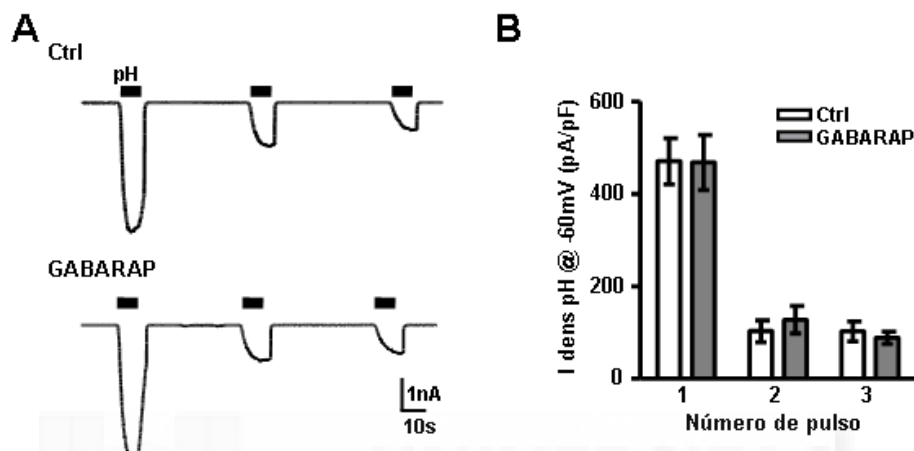 A
Ctrl
pH
GABARAP
1nA
10s
B
I dens pH @ -60mV (pA/pF)
600
400
200
0
Ctrl
GABARAP
1 2 3
Número de pulso